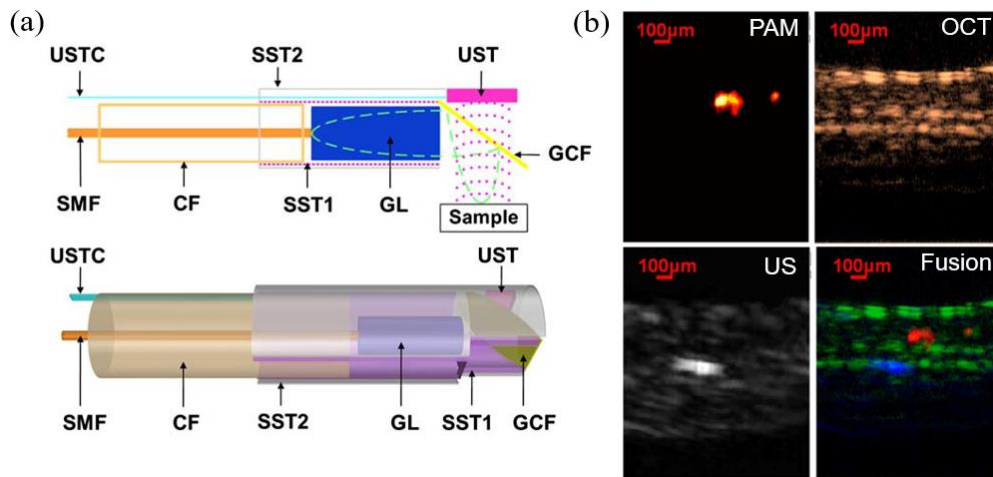 (a)
USTC
SST2
UST
GCF
SMF
CF
SST1
GL
Sample
USTC
UST
SMF
CF
SST2
GL
SST1
GCF
(b)
100μm
PAM
100μm
OCT
100μm
US
100μm
Fusion